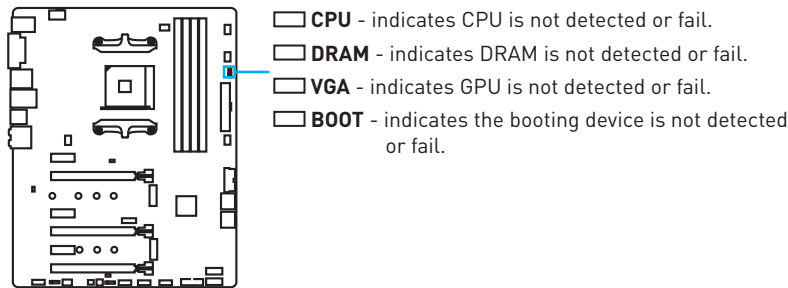 CPU - indicates CPU is not detected or fail.
DRAM - indicates DRAM is not detected or fail.
VGA - indicates GPU is not detected or fail.
BOOT - indicates the booting device is not detected
or fail.